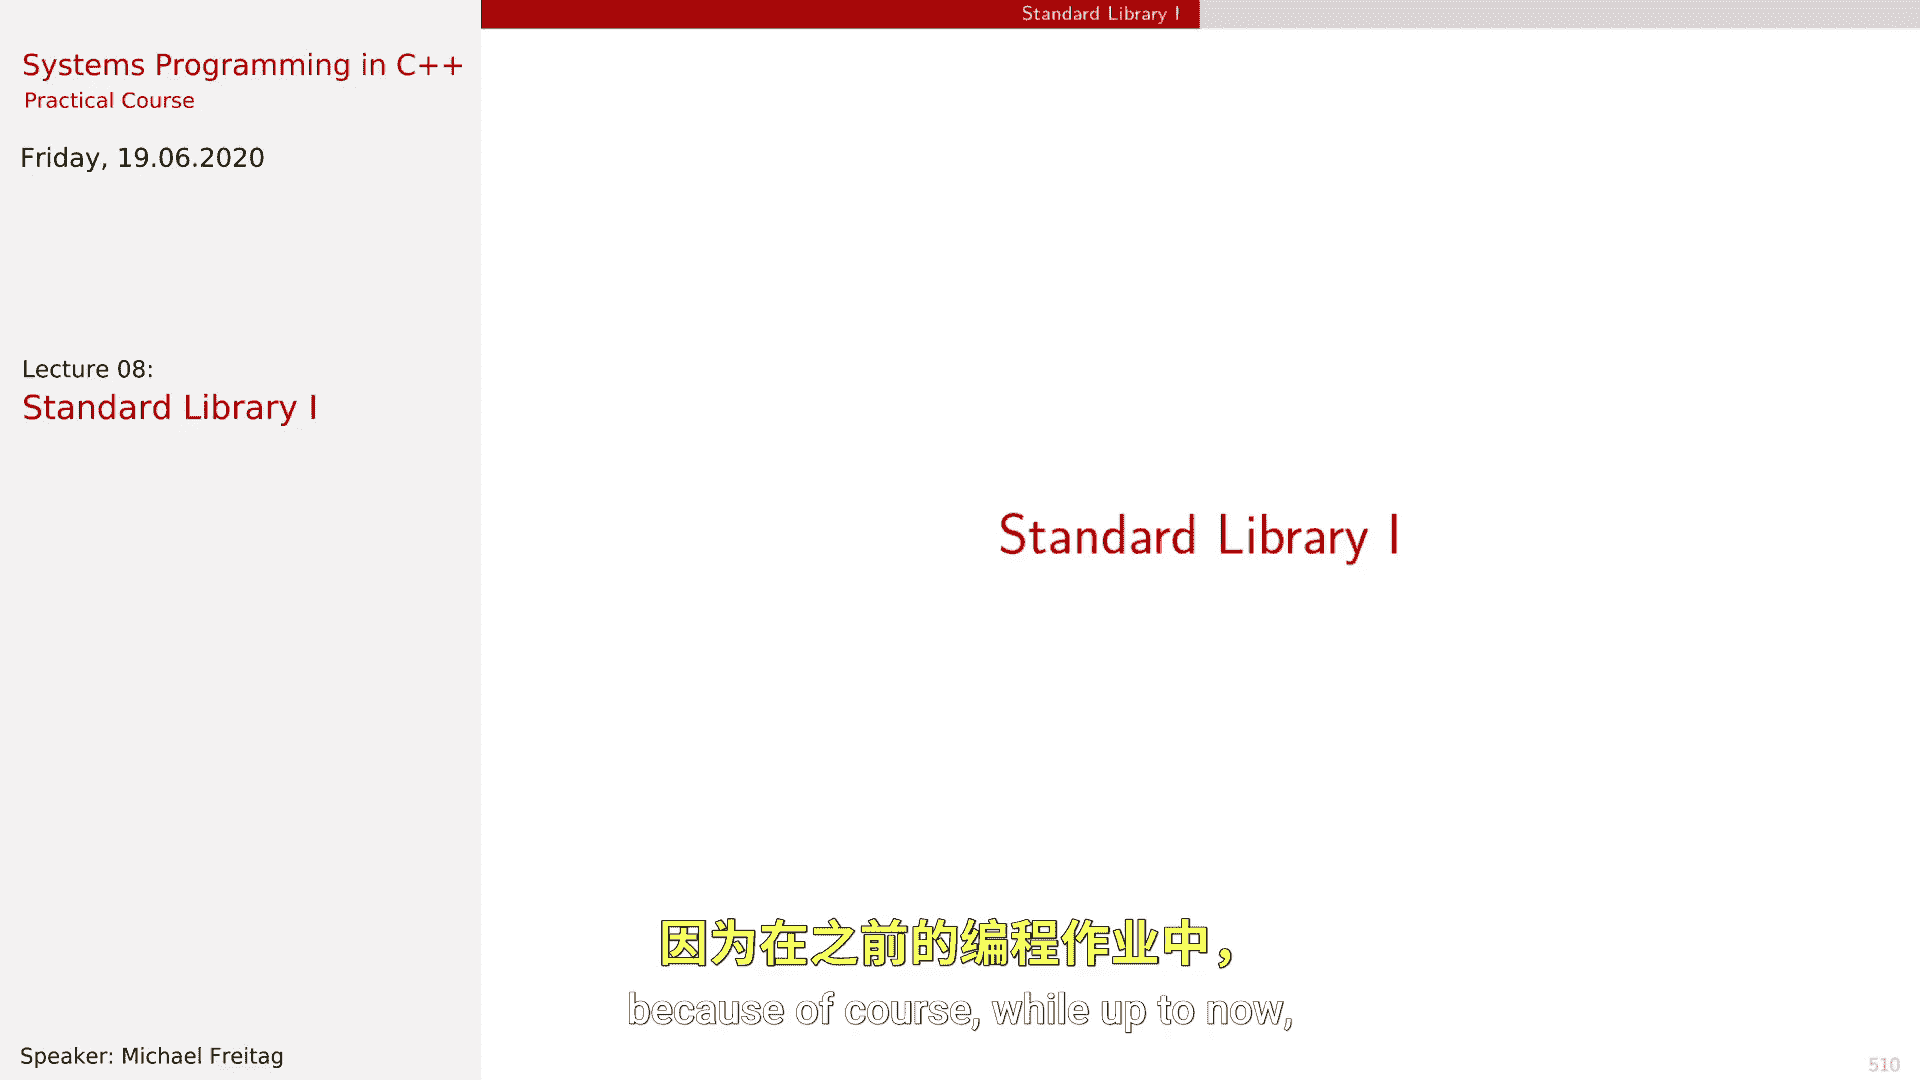 Standard Library I
Systems Programming in C++
Practical Course
Friday, 19.06.2020
Lecture 08:
Standard Library I
Standard Library I
因为在之前的编程作业中，
because of course, while up to now,
Speaker: Michael Freitag
510